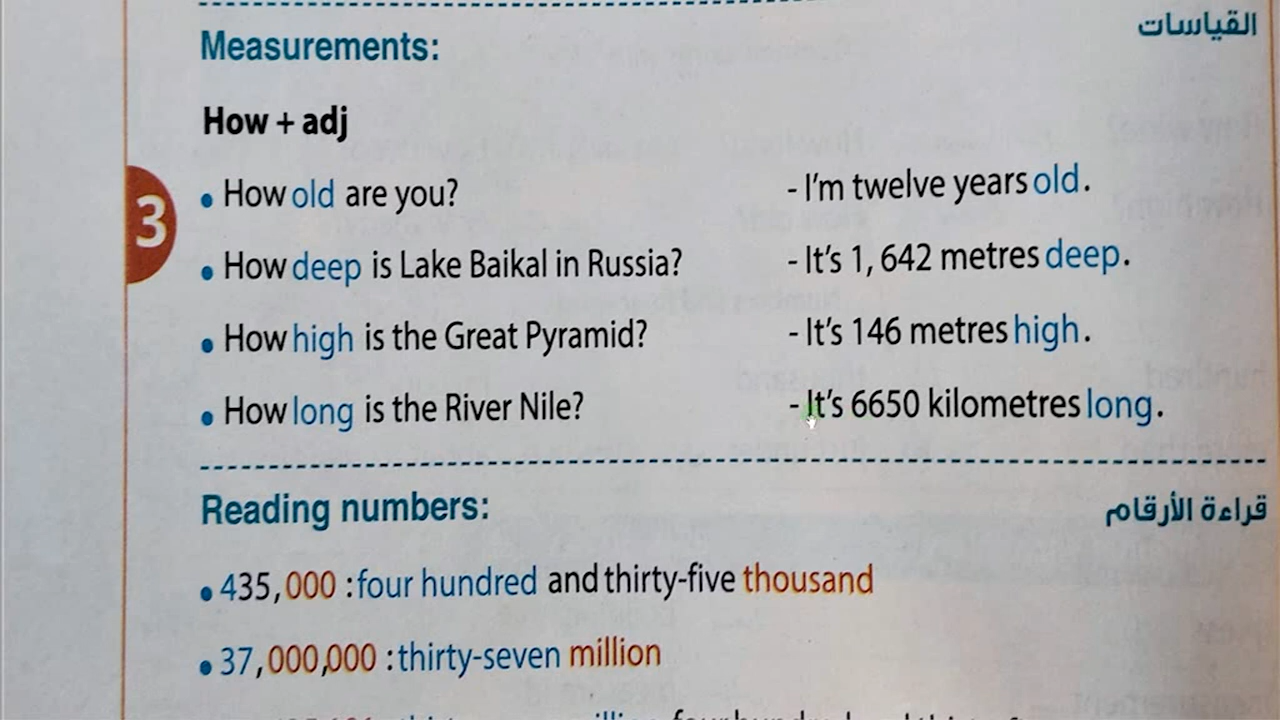 Measurements: القياسات
How + adj
3
• How old are you? - I'm twelve years old.
• How deep is Lake Baikal in Russia? - It's 1, 642 metres deep.
• How high is the Great Pyramid? - It's 146 metres high.
• How long is the River Nile? - It's 6650 kilometres long.
Reading numbers: قراءة الأرقام
• 435,000 : four hundred and thirty-five thousand
• 37,000,000 : thirty-seven million